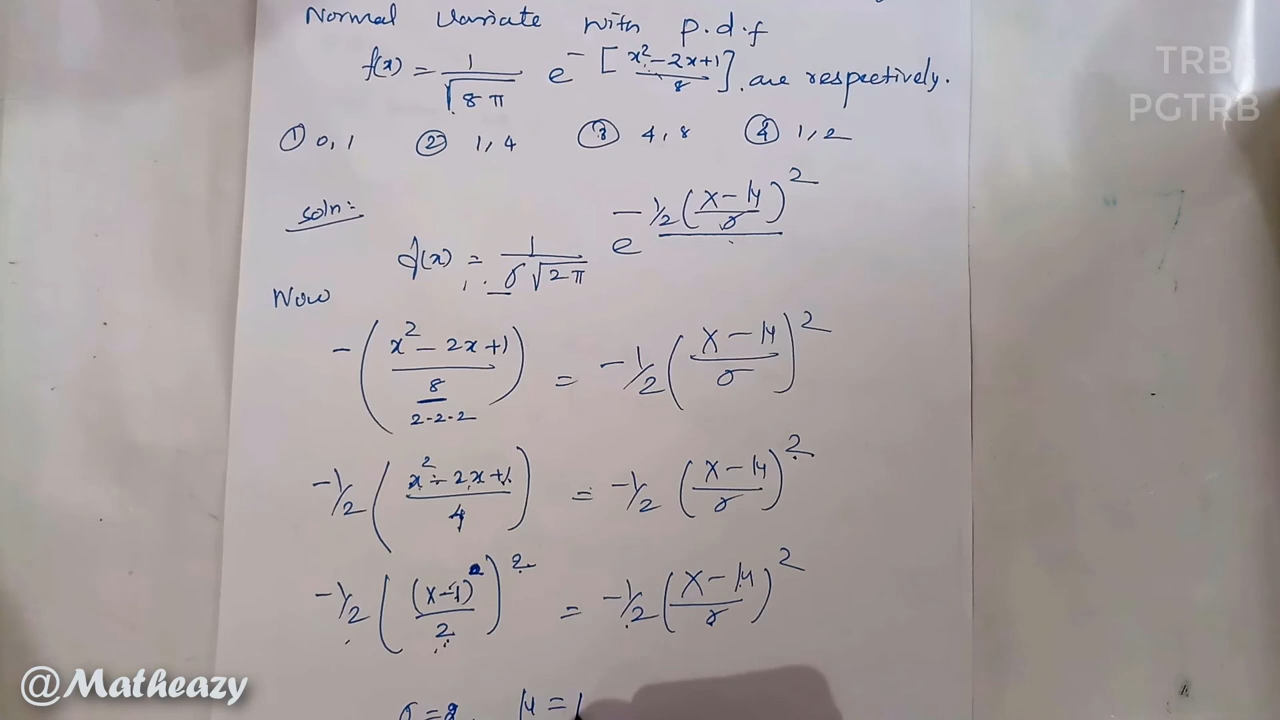 Normal Variate with p.d.f
f(x) = 1/√8π e^-[x²-2x+1/8] are respectively.
① 0,1 ② 1,4 ③ 4,8 ④ 1,2
Soln:
f(x) = 1/σ√2π e^-1/2(x-μ/σ)²
Now
-(x²-2x+1/8) = -1/2(x-μ/σ)²
2-2-2
-1/2(x²-2x+1/4) = -1/2(x-μ/σ)²
-1/2((x-1)/2)² = -1/2(x-μ/σ)²
σ=2, μ=1
TRB
PGTRB
@Matheazy